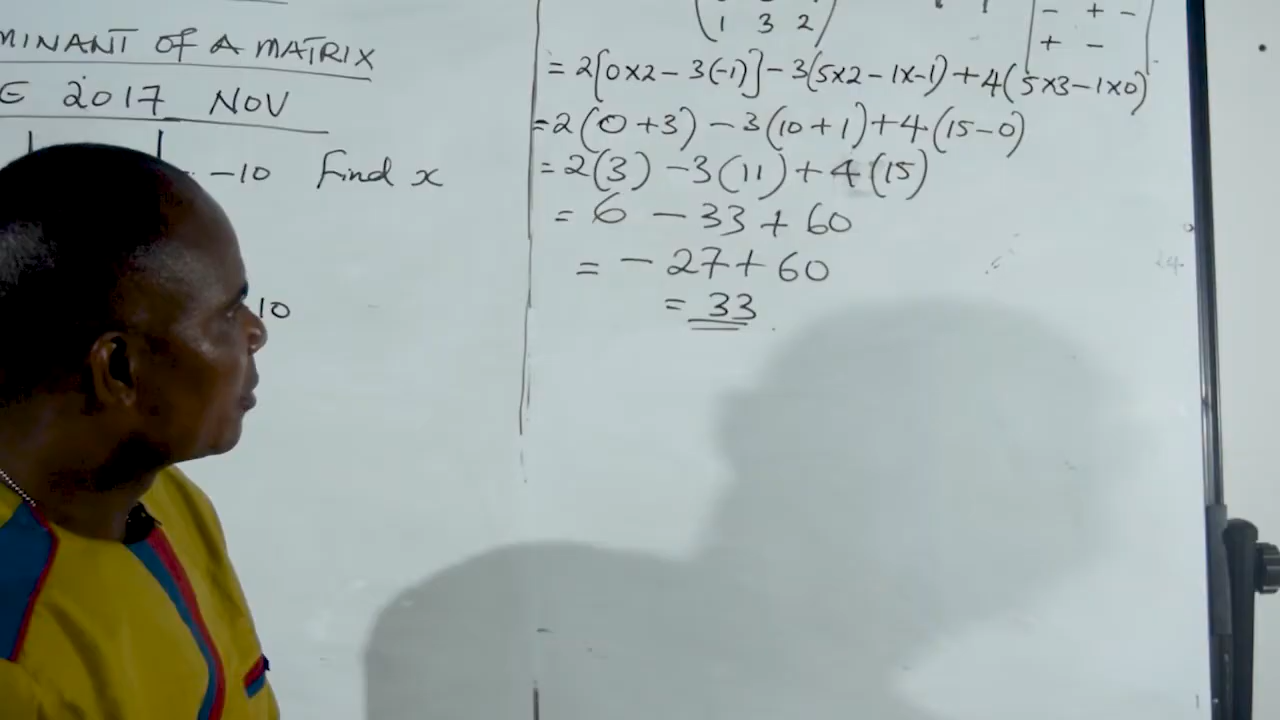 MINANT OF A MATRIX
E 2017 NOV
-10 Find x
10
1 3 2
- + -
+ -
= 2[0x2 - 3(-1)] - 3(5x2 - 1x-1) + 4(5x3 - 1x0)
= 2(0+3) - 3(10+1) + 4(15-0)
= 2(3) - 3(11) + 4(15)
= 6 - 33 + 60
= - 27 + 60
= 33